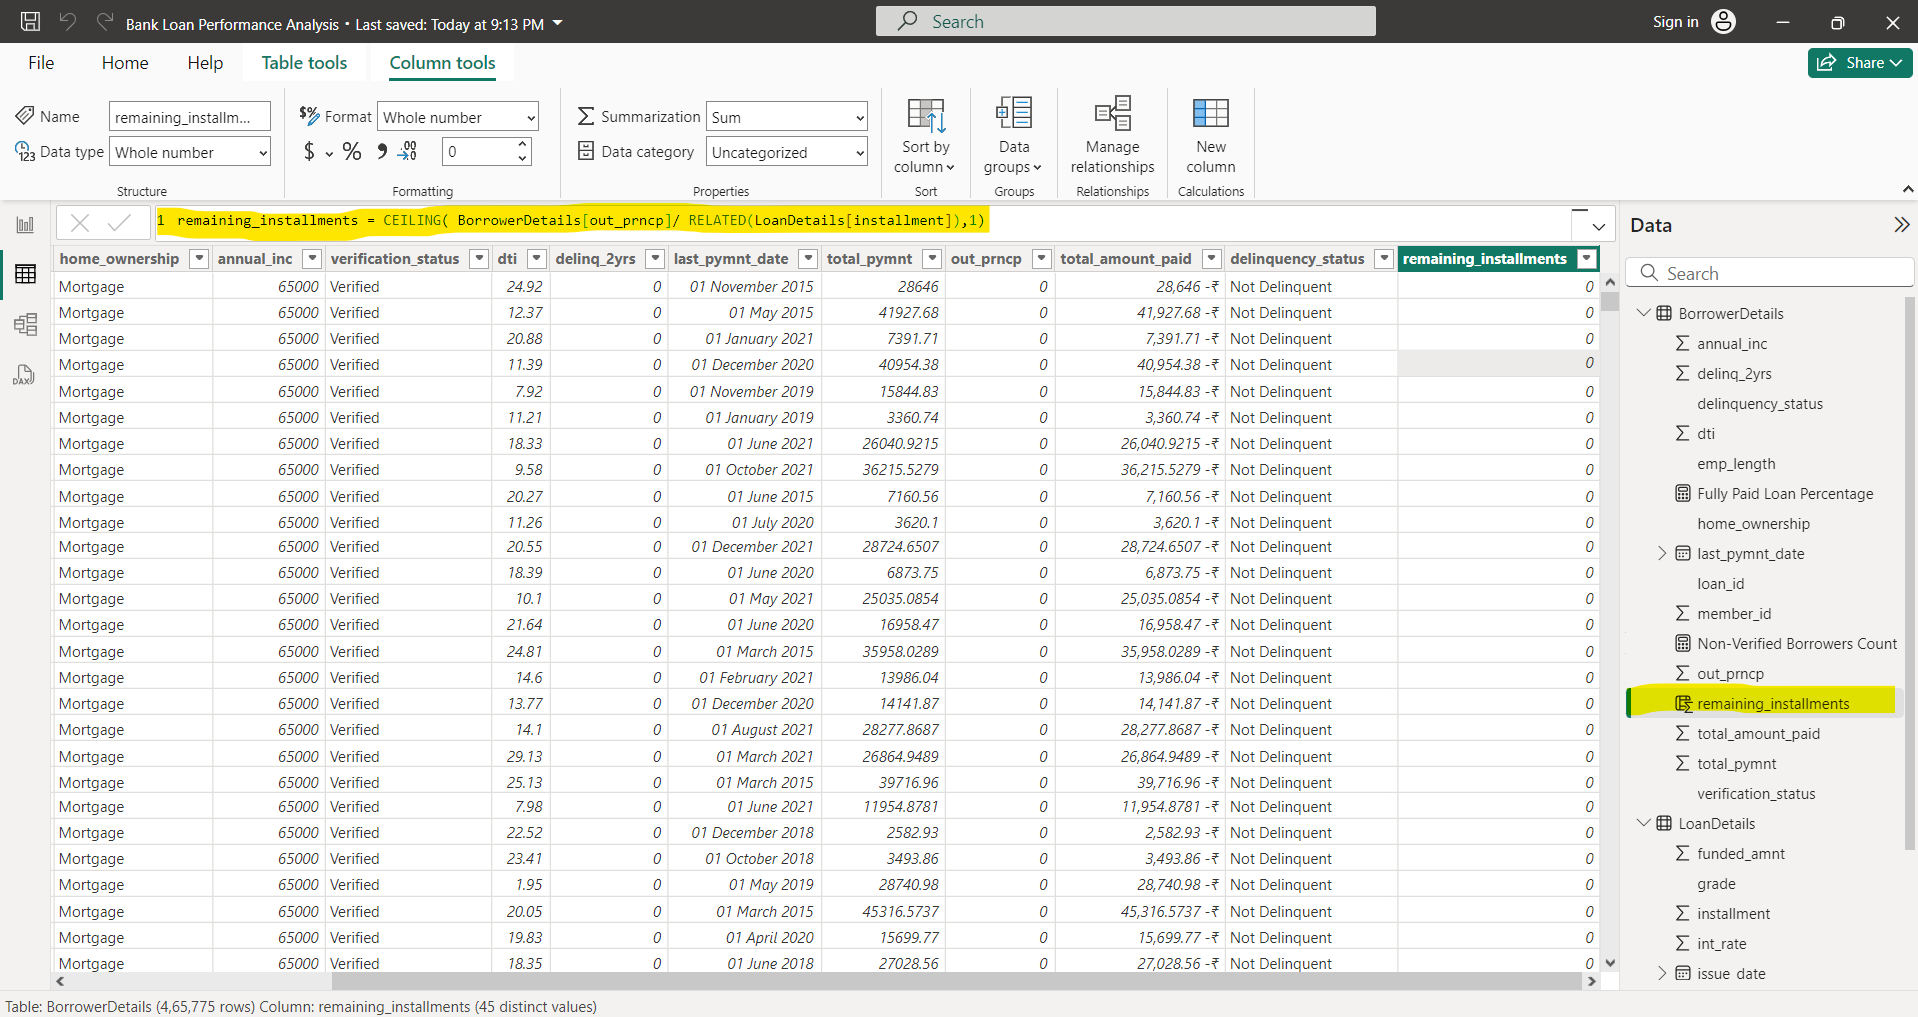 Bank Loan Performance Analysis • Last saved: Today at 9:13 PM
Search
Sign in
File Home Help Table tools Column tools
Share
Name remaining_installm...
Data type Whole number
Structure
Format Whole number
$ % 0
Formatting
Summarization Sum
Data category Uncategorized
Properties
Sort by column
Sort
Data groups
Groups
Manage relationships
Relationships
New column
Calculations
1 remaining_installments = CEILING( BorrowerDetails[out_prncp]/ RELATED(LoanDetails[installment]),1)
home_ownership annual_inc verification_status dti delinq_2yrs last_pymnt_date total_pymnt out_prncp total_amount_paid delinquency_status remaining_installments
Mortgage 65000 Verified 24.92 0 01 November 2015 28646 0 28,646 -₹ Not Delinquent 0
Mortgage 65000 Verified 12.37 0 01 May 2015 41927.68 0 41,927.68 -₹ Not Delinquent 0
Mortgage 65000 Verified 20.88 0 01 January 2021 7391.71 0 7,391.71 -₹ Not Delinquent 0
Mortgage 65000 Verified 11.39 0 01 December 2020 40954.38 0 40,954.38 -₹ Not Delinquent 0
Mortgage 65000 Verified 7.92 0 01 November 2019 15844.83 0 15,844.83 -₹ Not Delinquent 0
Mortgage 65000 Verified 11.21 0 01 January 2019 3360.74 0 3,360.74 -₹ Not Delinquent 0
Mortgage 65000 Verified 18.33 0 01 June 2021 26040.9215 0 26,040.9215 -₹ Not Delinquent 0
Mortgage 65000 Verified 9.58 0 01 October 2021 36215.5279 0 36,215.5279 -₹ Not Delinquent 0
Mortgage 65000 Verified 20.27 0 01 June 2015 7160.56 0 7,160.56 -₹ Not Delinquent 0
Mortgage 65000 Verified 11.26 0 01 July 2020 3620.1 0 3,620.1 -₹ Not Delinquent 0
Mortgage 65000 Verified 20.55 0 01 December 2021 28724.6507 0 28,724.6507 -₹ Not Delinquent 0
Mortgage 65000 Verified 18.39 0 01 June 2020 6873.75 0 6,873.75 -₹ Not Delinquent 0
Mortgage 65000 Verified 10.1 0 01 May 2021 25035.0854 0 25,035.0854 -₹ Not Delinquent 0
Mortgage 65000 Verified 21.64 0 01 June 2020 16958.47 0 16,958.47 -₹ Not Delinquent 0
Mortgage 65000 Verified 24.81 0 01 March 2015 35958.0289 0 35,958.0289 -₹ Not Delinquent 0
Mortgage 65000 Verified 14.6 0 01 February 2021 13986.04 0 13,986.04 -₹ Not Delinquent 0
Mortgage 65000 Verified 13.77 0 01 December 2020 14141.87 0 14,141.87 -₹ Not Delinquent 0
Mortgage 65000 Verified 14.1 0 01 August 2021 28277.8687 0 28,277.8687 -₹ Not Delinquent 0
Mortgage 65000 Verified 29.13 0 01 March 2021 26864.9489 0 26,864.9489 -₹ Not Delinquent 0
Mortgage 65000 Verified 25.13 0 01 March 2015 39716.96 0 39,716.96 -₹ Not Delinquent 0
Mortgage 65000 Verified 7.98 0 01 June 2021 11954.8781 0 11,954.8781 -₹ Not Delinquent 0
Mortgage 65000 Verified 22.52 0 01 December 2018 2582.93 0 2,582.93 -₹ Not Delinquent 0
Mortgage 65000 Verified 23.41 0 01 October 2018 3493.86 0 3,493.86 -₹ Not Delinquent 0
Mortgage 65000 Verified 1.95 0 01 May 2019 28740.98 0 28,740.98 -₹ Not Delinquent 0
Mortgage 65000 Verified 20.05 0 01 March 2015 45316.5737 0 45,316.5737 -₹ Not Delinquent 0
Mortgage 65000 Verified 19.83 0 01 April 2020 15699.77 0 15,699.77 -₹ Not Delinquent 0
Mortgage 65000 Verified 18.35 0 01 June 2018 27028.56 0 27,028.56 -₹ Not Delinquent 0
Data
Search
BorrowerDetails
annual_inc
delinq_2yrs
delinquency_status
dti
emp_length
Fully Paid Loan Percentage
home_ownership
last_pymnt_date
loan_id
member_id
Non-Verified Borrowers Count
out_prncp
remaining_installments
total_amount_paid
total_pymnt
verification_status
LoanDetails
funded_amnt
grade
installment
int_rate
issue_date
Table: BorrowerDetails (4,65,775 rows) Column: remaining_installments (45 distinct values)